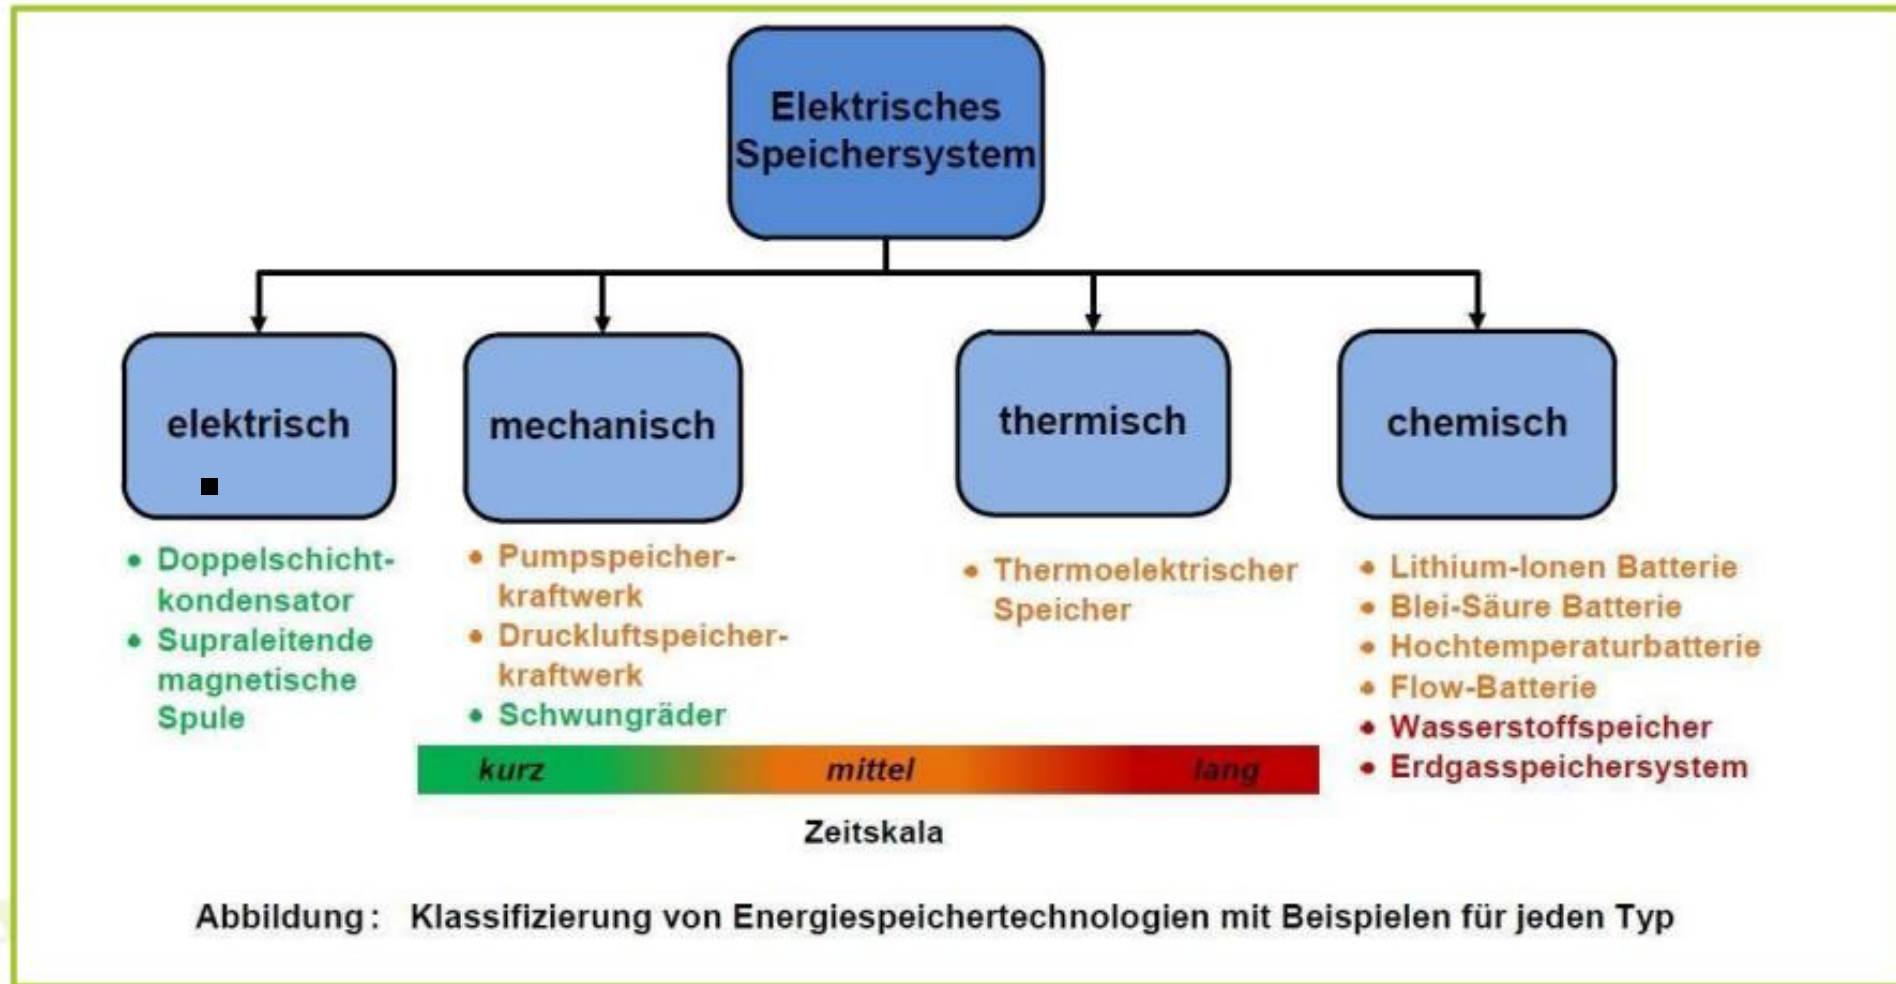 Elektrisches
Speichersystem
elektrisch
mechanisch
thermisch
chemisch
• Doppelschicht-
kondensator
• Supraleitende
magnetische
Spule
• Pumpspeicher-
kraftwerk
• Druckluftspeicher-
kraftwerk
• Schwungräder
• Thermoelektrischer
Speicher
• Lithium-Ionen Batterie
• Blei-Säure Batterie
• Hochtemperaturbatterie
• Flow-Batterie
• Wasserstoffspeicher
• Erdgasspeichersystem
kurz mittel lang
Zeitskala
Abbildung: Klassifizierung von Energiespeichertechnologien mit Beispielen für jeden Typ